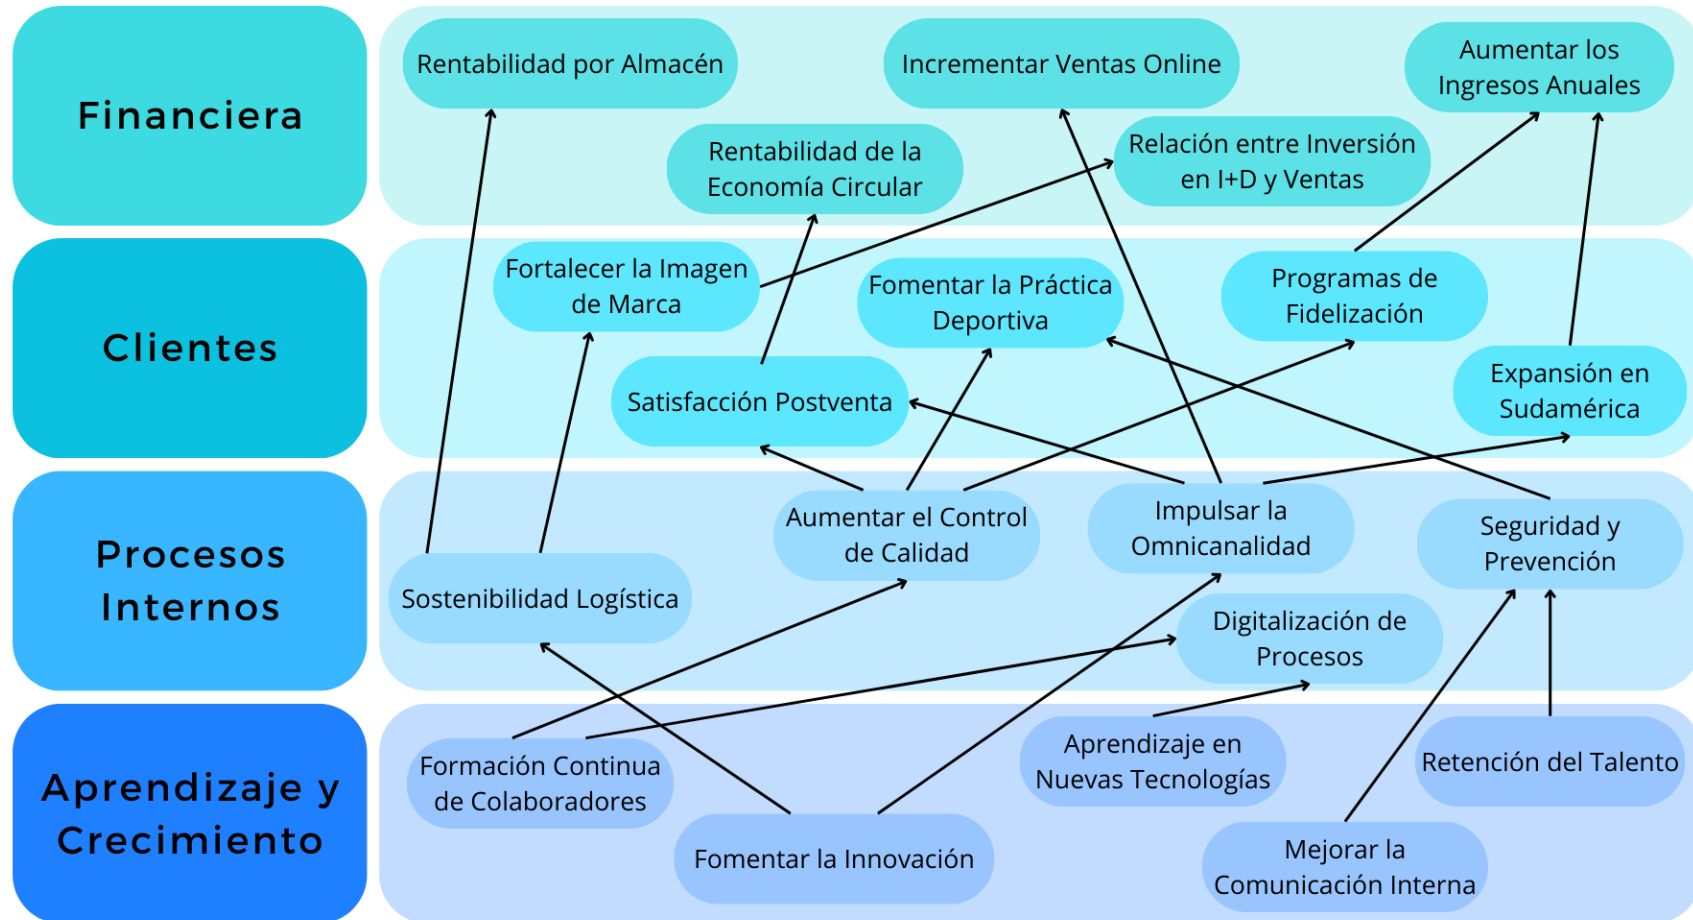 Financiera
Rentabilidad por Almacén
Incrementar Ventas Online
Aumentar los
Ingresos Anuales
Rentabilidad de la
Economía Circular
Relación entre Inversión
en I+D y Ventas
Clientes
Fortalecer la Imagen
de Marca
Fomentar la Práctica
Deportiva
Programas de
Fidelización
Satisfacción Postventa
Expansión en
Sudamérica
Procesos
Internos
Sostenibilidad Logística
Aumentar el Control
de Calidad
Impulsar la
Omnicanalidad
Seguridad y
Prevención
Digitalización de
Procesos
Aprendizaje y
Crecimiento
Formación Continua
de Colaboradores
Fomentar la Innovación
Aprendizaje en
Nuevas Tecnologías
Retención del Talento
Mejorar la
Comunicación Interna